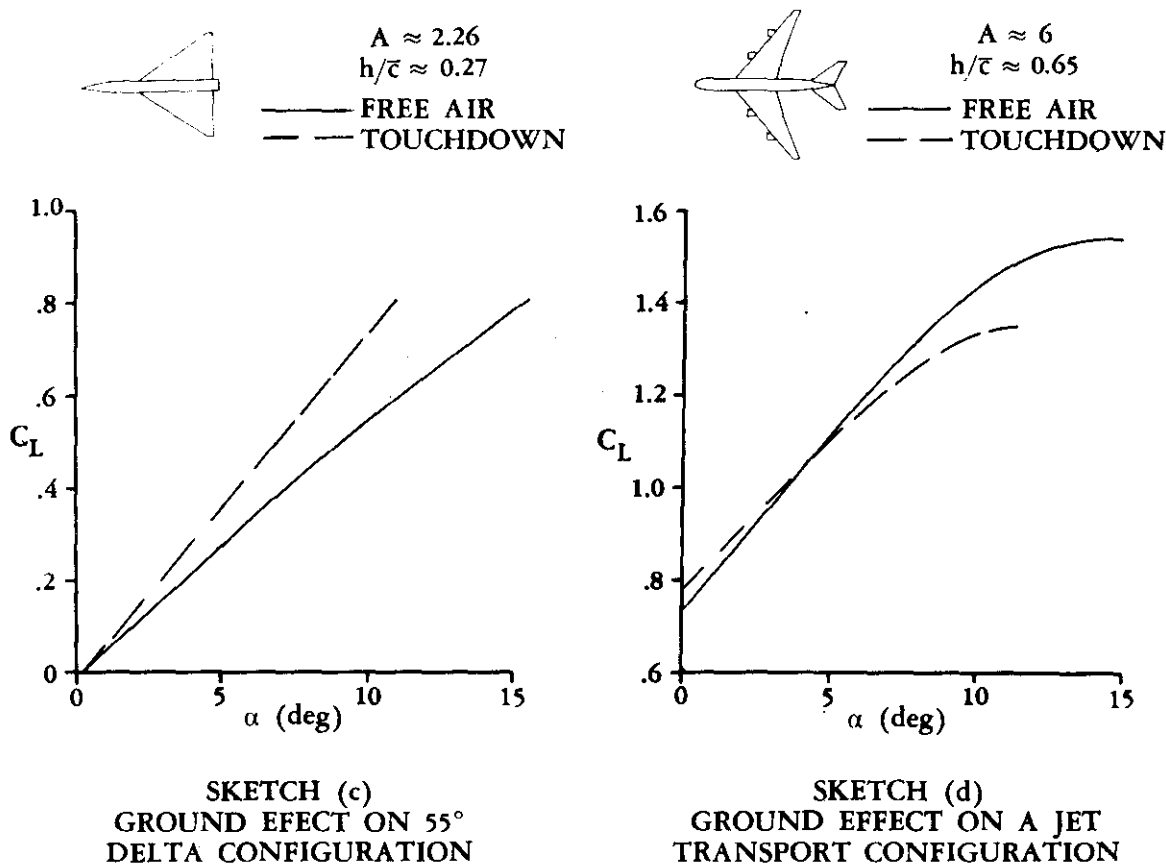 A ≈ 2.26
h/c̅ ≈ 0.27
FREE AIR
TOUCHDOWN
1.0
.8
.6
C_L
.4
.2
0
0 5 10 15
α (deg)
SKETCH (c)
GROUND EFECT ON 55°
DELTA CONFIGURATION
A ≈ 6
h/c̅ ≈ 0.65
FREE AIR
TOUCHDOWN
1.6
1.4
1.2
C_L
1.0
.8
.6
0 5 10 15
α (deg)
SKETCH (d)
GROUND EFFECT ON A JET
TRANSPORT CONFIGURATION